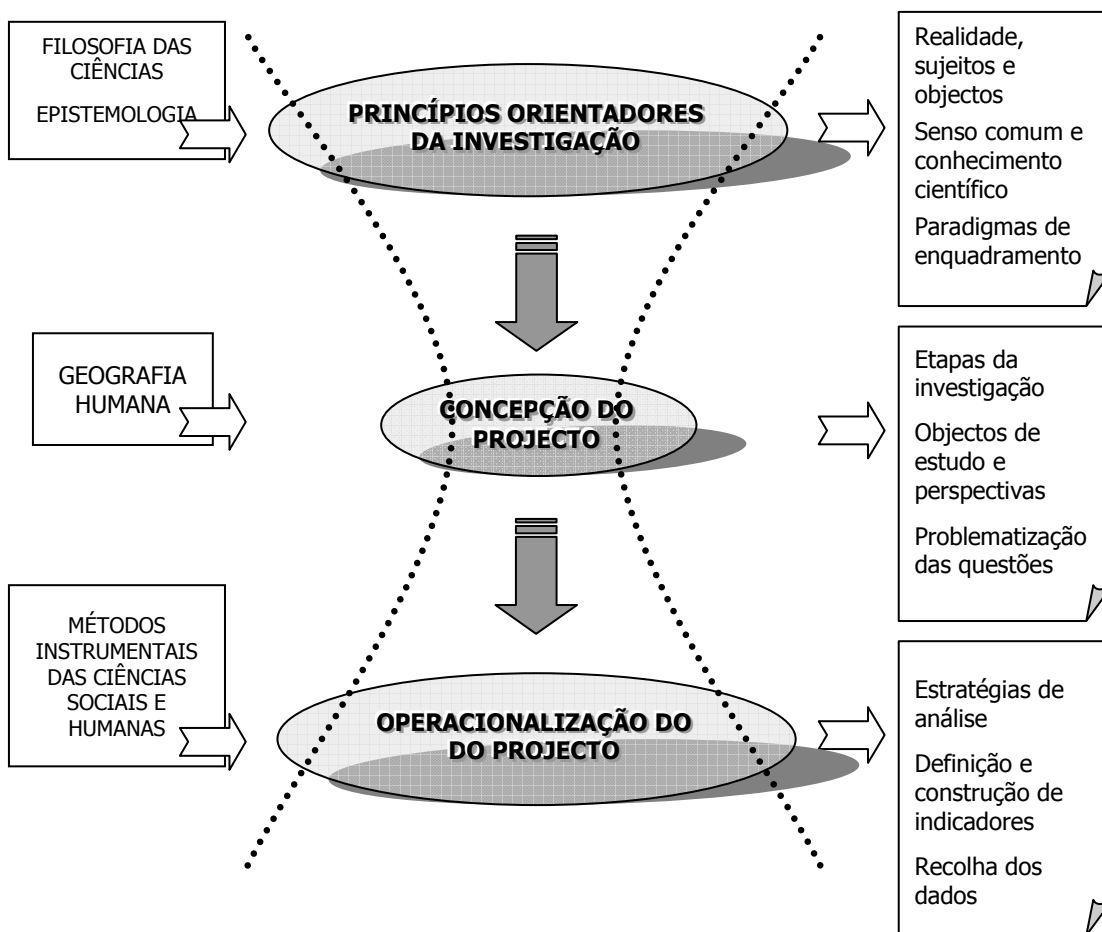 FILOSOFIA DAS
CIÊNCIAS
EPISTEMOLOGIA
PRINCÍPIOS ORIENTADORES
DA INVESTIGAÇÃO
Realidade,
sujeitos e
objectos
Senso comum e
conhecimento
científico
Paradigmas de
enquadramento
GEOGRAFIA
HUMANA
CONCEPÇÃO DO
PROJECTO
Etapas da
investigação
Objectos de
estudo e
perspectivas
Problematização
das questões
MÉTODOS
INSTRUMENTAIS
DAS CIÊNCIAS
SOCIAIS E
HUMANAS
OPERACIONALIZAÇÃO DO
DO PROJECTO
Estratégias de
análise
Definição e
construção de
indicadores
Recolha dos
dados